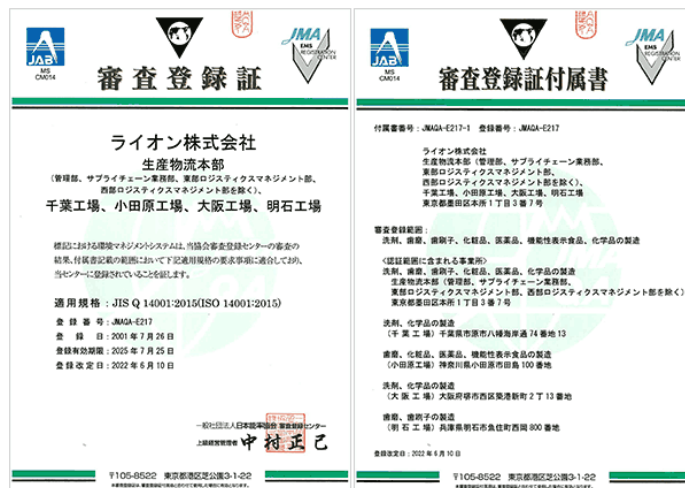 JAB
MS
CM014
JMA
EMS
REGISTRATION
CENTER
審査登録証
ライオン株式会社
生産物流本部
(管理部、サプライチェーン業務部、東部ロジスティクスマネジメント部、
西部ロジスティクスマネジメント部を除く)、
千葉工場、小田原工場、大阪工場、明石工場
標記における環境マネジメントシステムは、当協会審査登録センターの審査の
結果、付属書記載の範囲において下記適用規格の要求事項に適合しており、
当センターに登録されていることを証します。
適用規格：JIS Q 14001:2015(ISO 14001:2015)
登録番号：JMAQA-E217
登録日：2001年7月26日
登録有効期限：2025年7月25日
登録改定日：2022年6月10日
一般社団法人日本能率協会 審査登録センター
上級経営管理者 中村正己
〒105-8522 東京都港区芝公園3-1-22
JAB
MS
CM014
JMA
EMS
REGISTRATION
CENTER
審査登録証付属書
付属書番号：JMAQA-E217-1 登録番号：JMAQA-E217
ライオン株式会社
生産物流本部(管理部、サプライチェーン業務部、
東部ロジスティクスマネジメント部、
西部ロジスティクスマネジメント部を除く)、
千葉工場、小田原工場、大阪工場、明石工場
東京都墨田区本所1丁目3番7号
審査登録範囲：
洗剤、歯磨、歯刷子、化粧品、医薬品、機能性表示食品、化学品の製造
<認証範囲に含まれる事業所>
洗剤、歯磨、歯刷子、化粧品、医薬品、化学品の製造
生産物流本部(管理部、サプライチェーン業務部、
東部ロジスティクスマネジメント部、西部ロジスティクスマネジメント部を除く)
東京都墨田区本所1丁目3番7号
洗剤、化学品の製造
(千葉工場)千葉県市原市八幡海岸通74番地13
歯磨、化粧品、医薬品、機能性表示食品の製造
(小田原工場)神奈川県小田原市田島100番地
洗剤、化学品の製造
(大阪工場)大阪府堺市西区築港新町2丁13番地
歯磨、歯刷子の製造
(明石工場)兵庫県明石市魚住町西岡800番地
登録改定日：2022年6月10日
〒105-8522 東京都港区芝公園3-1-22